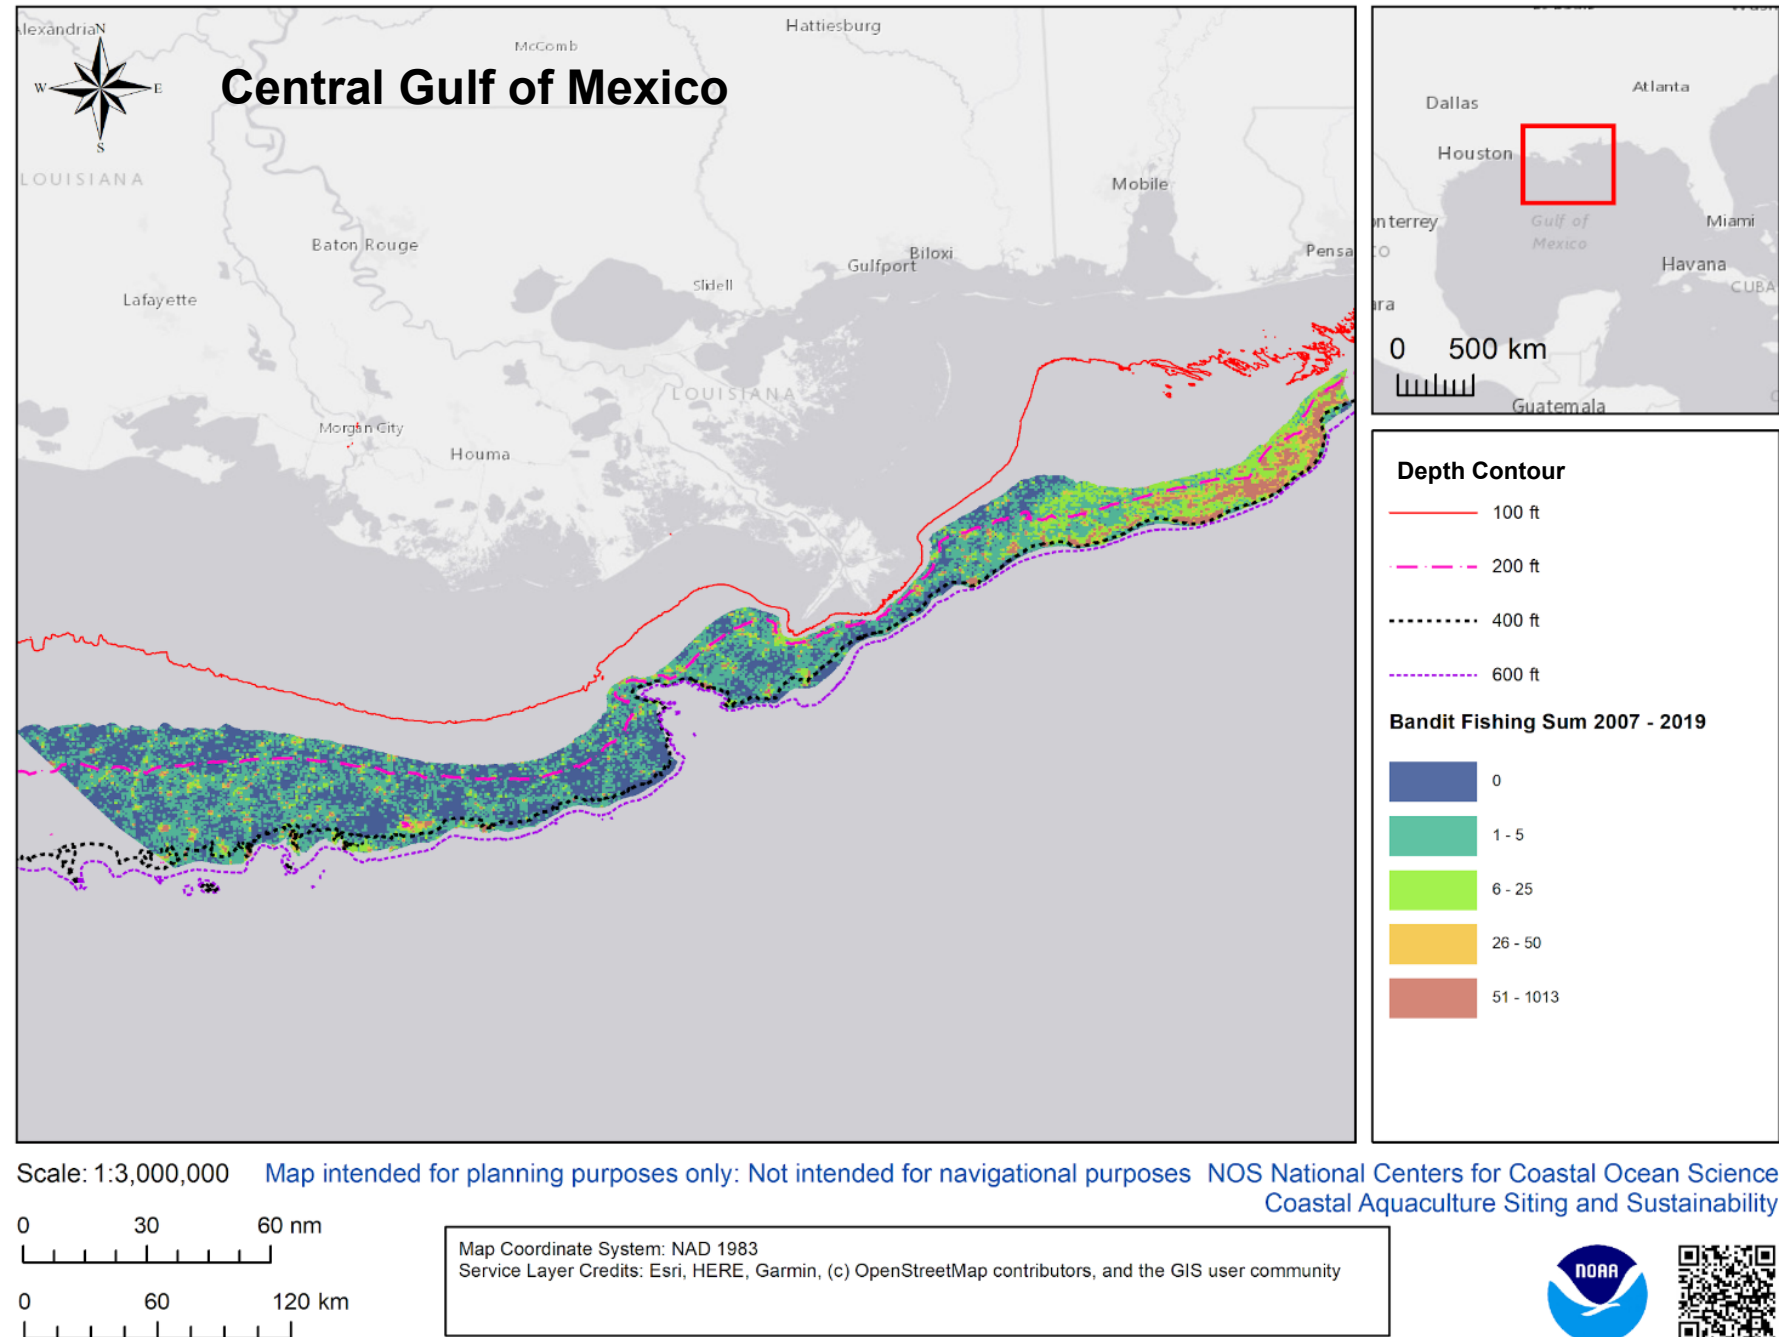 Central Gulf of Mexico
N
W
E
S
Hattiesburg
McComb
LOUISIANA
Mobile
Baton Rouge
Biloxi
Gulfport
Slidell
Lafayette
LOUISIANA
Morgan City
Houma
Atlanta
Dallas
Houston
Gulf of
Mexico
Miami
Havana
CUBA
0 500 km
Guatemala
Depth Contour
100 ft
200 ft
400 ft
600 ft
Bandit Fishing Sum 2007 - 2019
0
1 - 5
6 - 25
26 - 50
51 - 1013
Scale: 1:3,000,000
Map intended for planning purposes only: Not intended for navigational purposes
NOS National Centers for Coastal Ocean Science
Coastal Aquaculture Siting and Sustainability
0 30 60 nm
0 60 120 km
Map Coordinate System: NAD 1983
Service Layer Credits: Esri, HERE, Garmin, (c) OpenStreetMap contributors, and the GIS user community
NOAA